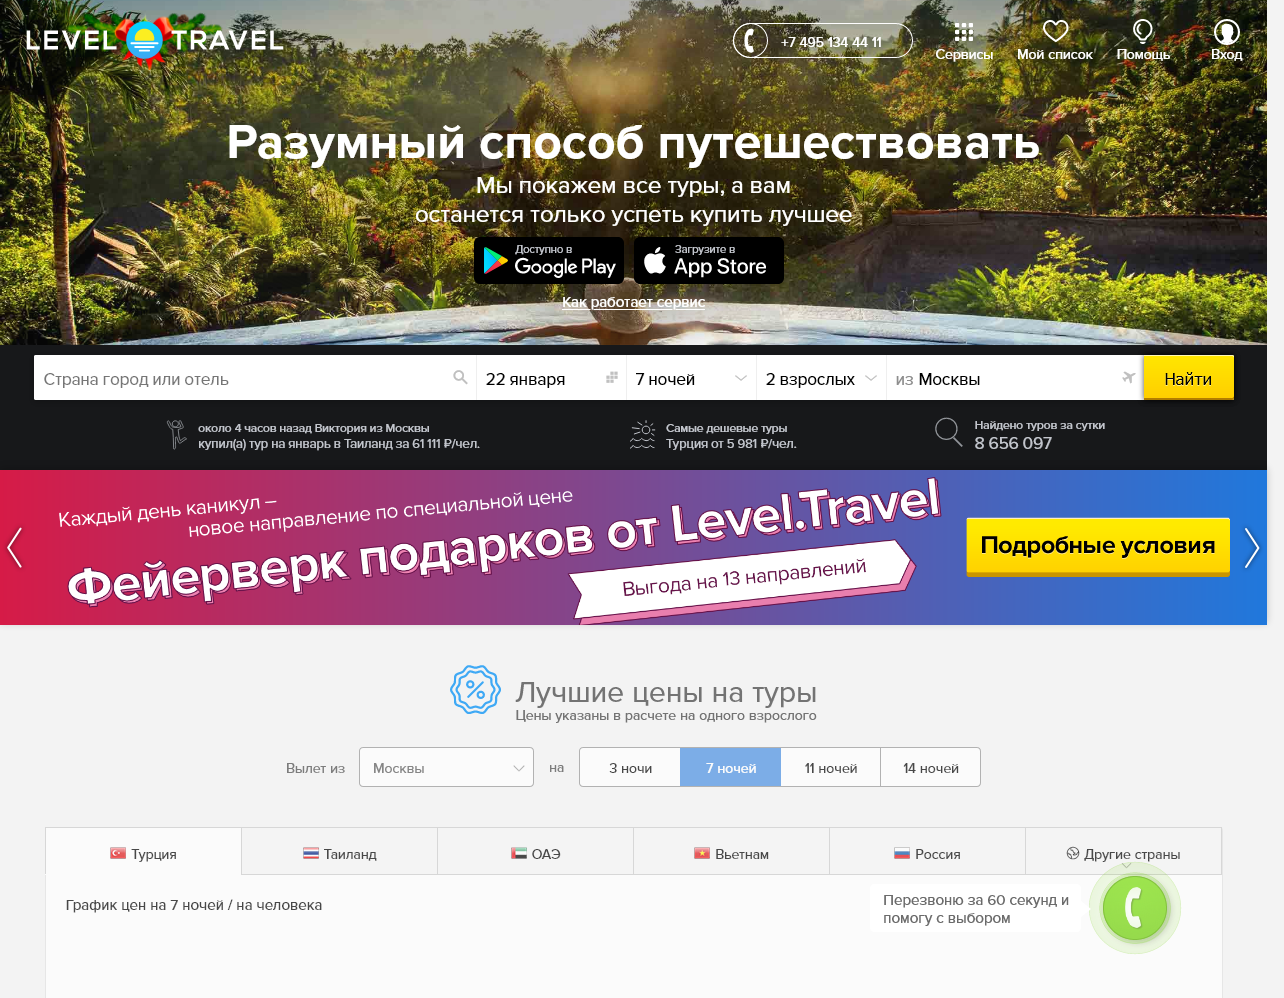 LEVEL TRAVEL
+7 495 134 44 11
Сервисы
Мой список
Помощь
Вход
Разумный способ путешествовать
Мы покажем все туры, а вам
останется только успеть купить лучшее
Доступно в
Google Play
Загрузите в
App Store
Как работает сервис
Страна город или отель
22 января
7 ночей
2 взрослых
из Москвы
Найти
около 4 часов назад Виктория из Москвы
купил(а) тур на январь в Таиланд за 61 111 ₽/чел.
Самые дешевые туры
Турция от 5 981 ₽/чел.
Найдено туров за сутки
8 656 097
Каждый день каникул –
новое направление по специальной цене
Фейерверк подарков от Level.Travel
Выгода на 13 направлений
Подробные условия
Лучшие цены на туры
Цены указаны в расчете на одного взрослого
Вылет из
Москвы
на
3 ночи
7 ночей
11 ночей
14 ночей
Турция
Таиланд
ОАЭ
Вьетнам
Россия
Другие страны
График цен на 7 ночей / на человека
Перезвоню за 60 секунд и
помогу с выбором